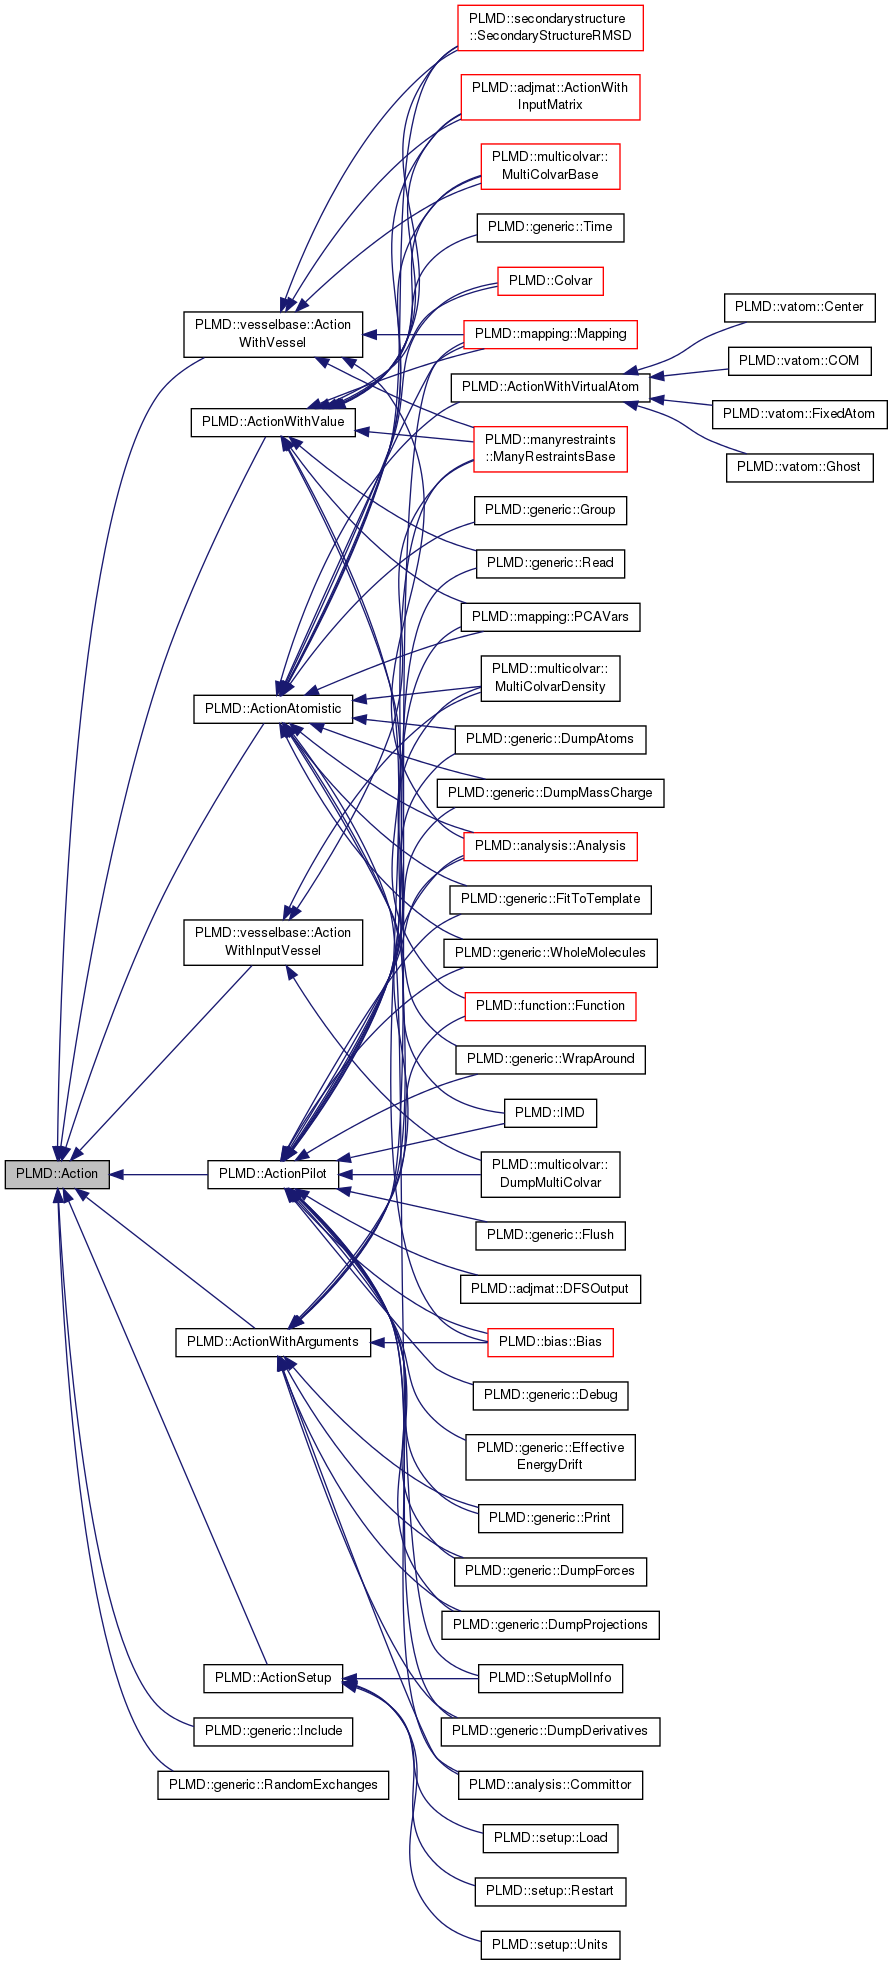 PLMD::secondarystructure
::SecondaryStructureRMSD
PLMD::adjmat::ActionWith
InputMatrix
PLMD::multicolvar::
MultiColvarBase
PLMD::generic::Time
PLMD::Colvar
PLMD::vatom::Center
PLMD::vesselbase::Action
WithVessel
PLMD::mapping::Mapping
PLMD::vatom::COM
PLMD::ActionWithVirtualAtom
PLMD::vatom::FixedAtom
PLMD::ActionWithValue
PLMD::manyrestraints
::ManyRestraintsBase
PLMD::vatom::Ghost
PLMD::generic::Group
PLMD::generic::Read
PLMD::mapping::PCAVars
PLMD::multicolvar::
MultiColvarDensity
PLMD::ActionAtomistic
PLMD::generic::DumpAtoms
PLMD::generic::DumpMassCharge
PLMD::analysis::Analysis
PLMD::generic::FitToTemplate
PLMD::vesselbase::Action
WithInputVessel
PLMD::generic::WholeMolecules
PLMD::function::Function
PLMD::generic::WrapAround
PLMD::IMD
PLMD::Action
PLMD::ActionPilot
PLMD::multicolvar::
DumpMultiColvar
PLMD::generic::Flush
PLMD::adjmat::DFSOutput
PLMD::ActionWithArguments
PLMD::bias::Bias
PLMD::generic::Debug
PLMD::generic::Effective
EnergyDrift
PLMD::generic::Print
PLMD::generic::DumpForces
PLMD::generic::DumpProjections
PLMD::ActionSetup
PLMD::SetupMolInfo
PLMD::generic::Include
PLMD::generic::DumpDerivatives
PLMD::generic::RandomExchanges
PLMD::analysis::Committor
PLMD::setup::Load
PLMD::setup::Restart
PLMD::setup::Units